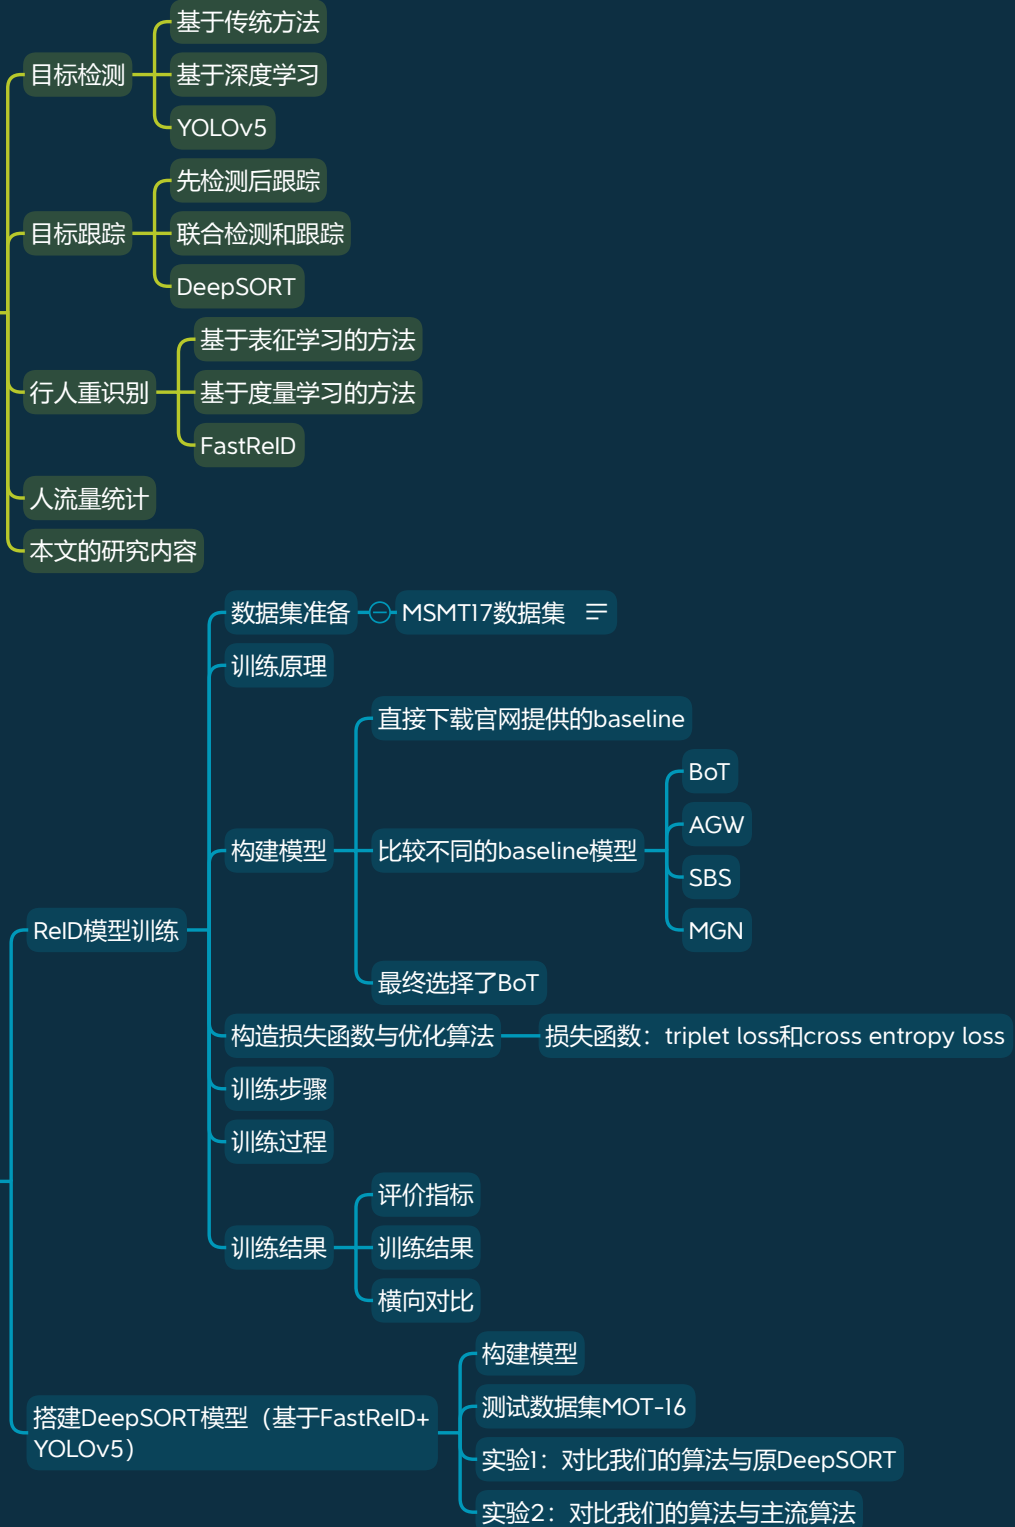 基于传统方法
目标检测
基于深度学习
YOLOv5
先检测后跟踪
目标跟踪
联合检测和跟踪
DeepSORT
基于表征学习的方法
行人重识别
基于度量学习的方法
FastReID
人流量统计
本文的研究内容
数据集准备
MSMT17数据集
训练原理
直接下载官网提供的baseline
BoT
AGW
构建模型
比较不同的baseline模型
SBS
MGN
ReID模型训练
最终选择了BoT
构造损失函数与优化算法
损失函数：triplet loss和cross entropy loss
训练步骤
训练过程
评价指标
训练结果
训练结果
横向对比
构建模型
搭建DeepSORT模型（基于FastReID+
YOLOv5）
测试数据集MOT-16
实验1：对比我们的算法与原DeepSORT
实验2：对比我们的算法与主流算法